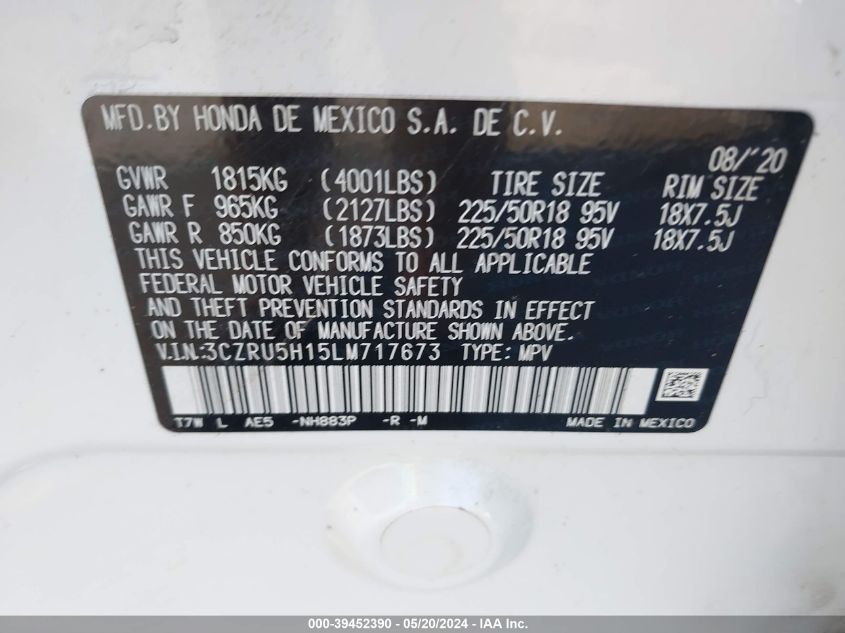 MFD.BY HONDA DE MEXICO S.A. DE C.V.
08/'20
GVWR 1815KG (4001LBS) TIRE SIZE RIM SIZE
GAWR F 965KG (2127LBS) 225/50R18 95V 18X7.5J
GAWR R 850KG (1873LBS) 225/50R18 95V 18X7.5J
THIS VEHICLE CONFORMS TO ALL APPLICABLE
FEDERAL MOTOR VEHICLE SAFETY
AND THEFT PREVENTION STANDARDS IN EFFECT
ON THE DATE OF MANUFACTURE SHOWN ABOVE.
V.I.N:3CZRU5H15LM717673 TYPE: MPV
T7W L AE5 -NH883P -R -M MADE IN MEXICO
000-39452390 - 05/20/2024 - IAA Inc.